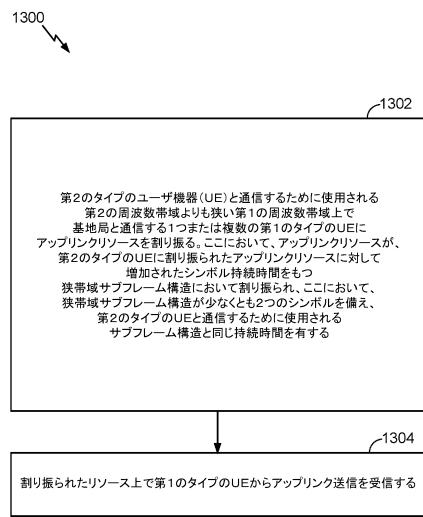 1300
1302
第2のタイプのユーザ機器(UE)と通信するために使用される
第2の周波数帯域よりも狭い第1の周波数帯域上で
基地局と通信する1つまたは複数の第1のタイプのUEに
アップリンクリソースを割り振る。ここにおいて、アップリンクリソースが、
第2のタイプのUEに割り振られたアップリンクリソースに対して
増加されたシンボル持続時間をもつ
狭帯域サブフレーム構造において割り振られ、ここにおいて、
狭帯域サブフレーム構造が少なくとも2つのシンボルを備え、
第2のタイプのUEと通信するために使用される
サブフレーム構造と同じ持続時間を有する
1304
割り振られたリソース上で第1のタイプのUEからアップリンク送信を受信する